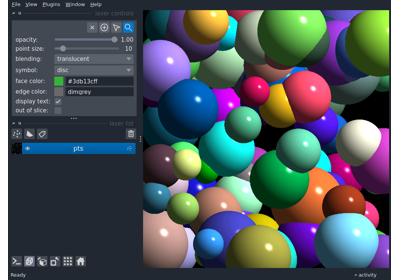 File View Plugins Window Help
layer controls
opacity: 1.00
point size: 10
blending: translucent
symbol: disc
face color: #3db13cff
edge color: dimgrey
display text:
out of slice:
layer list
pts
Ready
activity